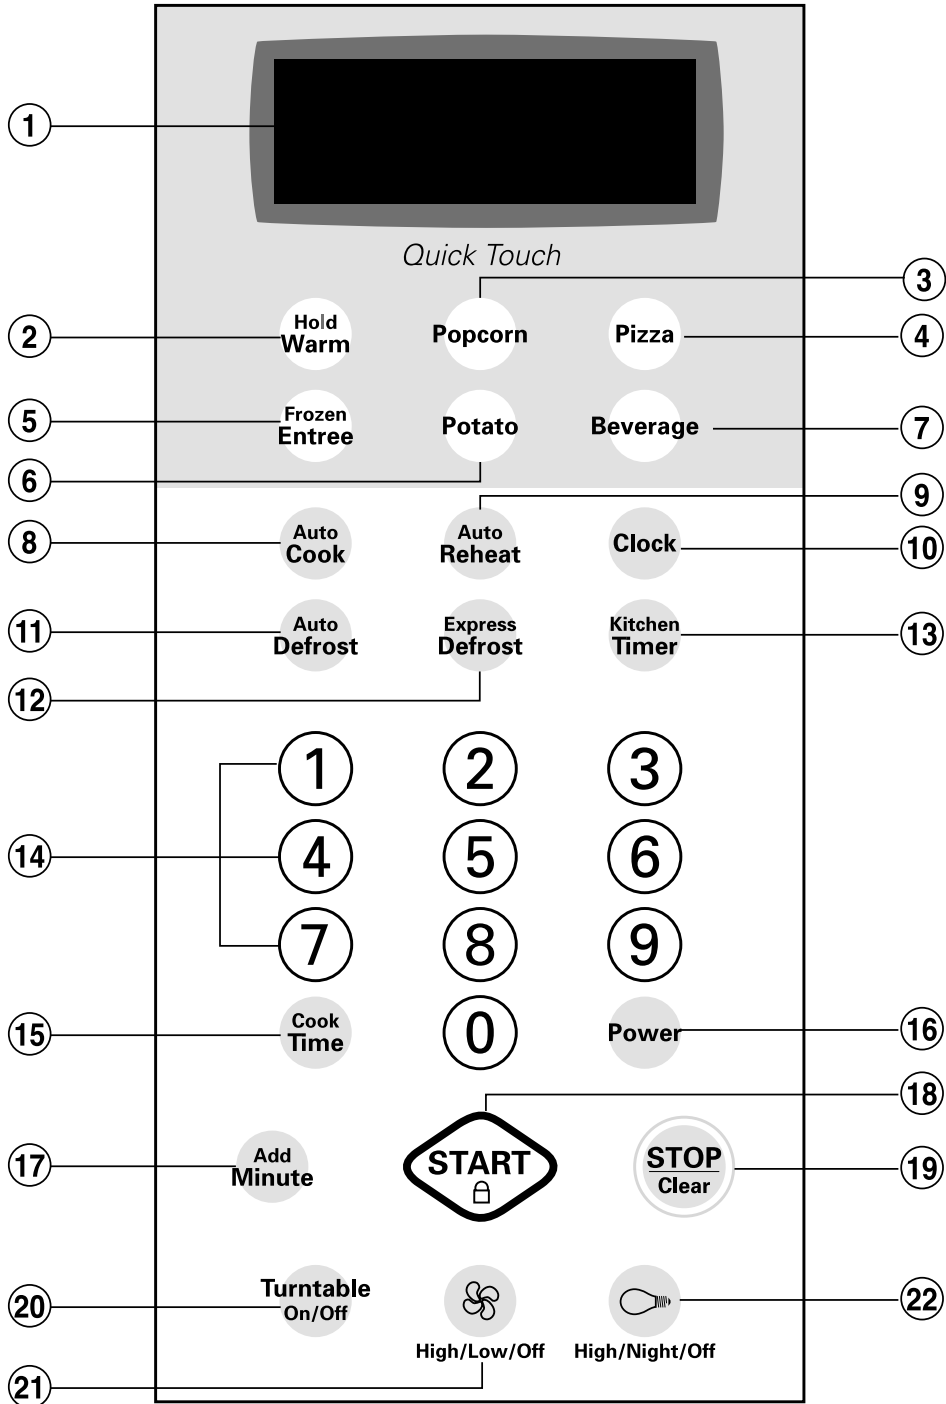 1
Quick Touch
3
2
Hold
Warm
Popcorn
Pizza
4
5
Frozen
Entree
Potato
Beverage
7
6
9
8
Auto
Cook
Auto
Reheat
Clock
10
11
Auto
Defrost
Express
Defrost
Kitchen
Timer
13
12
1
2
3
14
4
5
6
7
8
9
15
Cook
Time
0
Power
16
18
17
Add
Minute
START
STOP
Clear
19
20
Turntable
On/Off
22
High/Low/Off
High/Night/Off
21